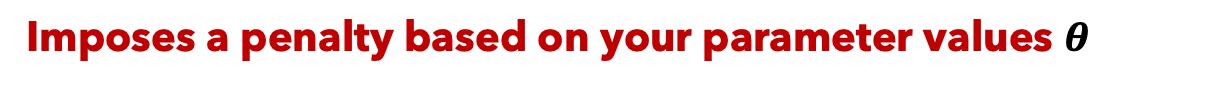 Imposes a penalty based on your parameter values θ